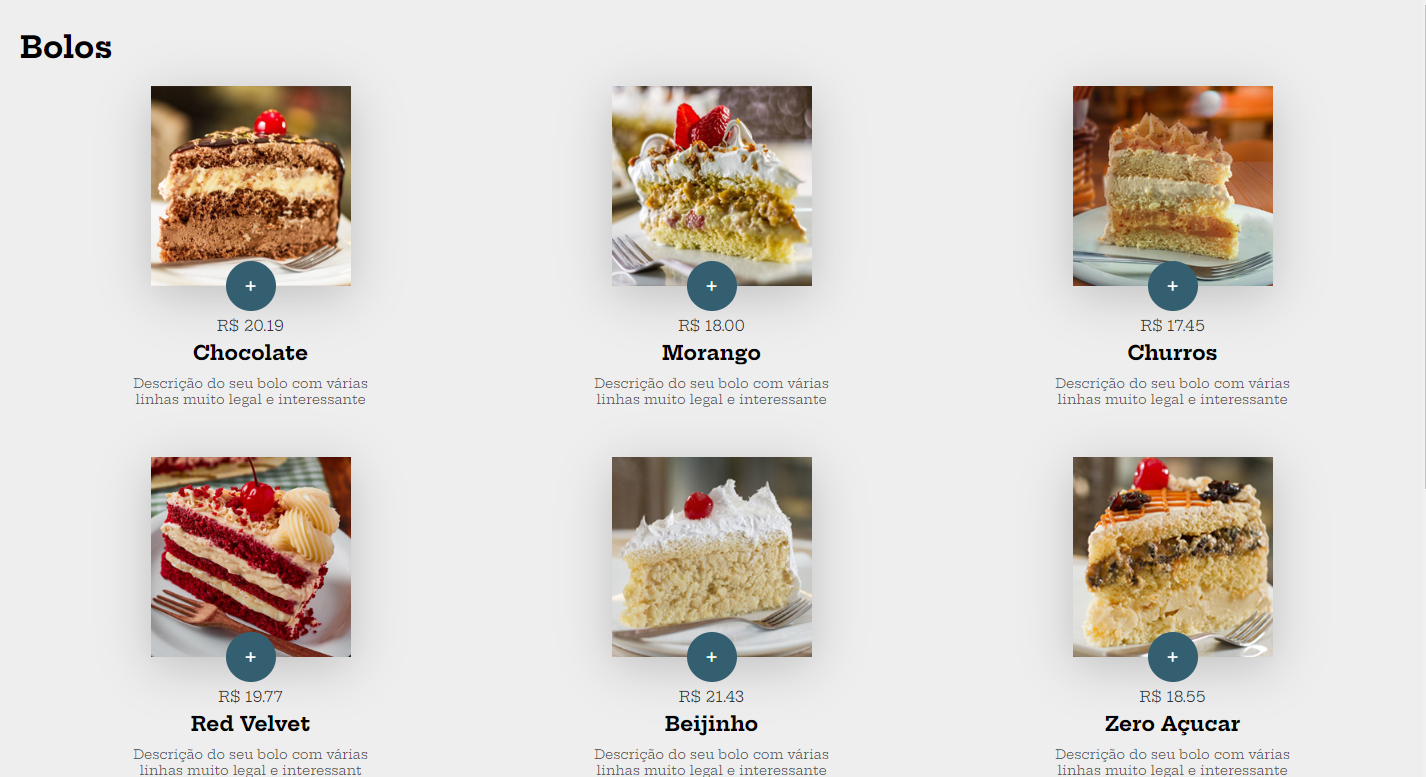 Bolos
+
+
+
R$ 20.19
R$ 18.00
R$ 17.45
Chocolate
Morango
Churros
Descrição do seu bolo com várias
linhas muito legal e interessante
Descrição do seu bolo com várias
linhas muito legal e interessante
Descrição do seu bolo com várias
linhas muito legal e interessante
+
+
+
R$ 19.77
R$ 21.43
R$ 18.55
Red Velvet
Beijinho
Zero Açucar
Descrição do seu bolo com várias
linhas muito legal e interessant
Descrição do seu bolo com várias
linhas muito legal e interessante
Descrição do seu bolo com várias
linhas muito legal e interessante